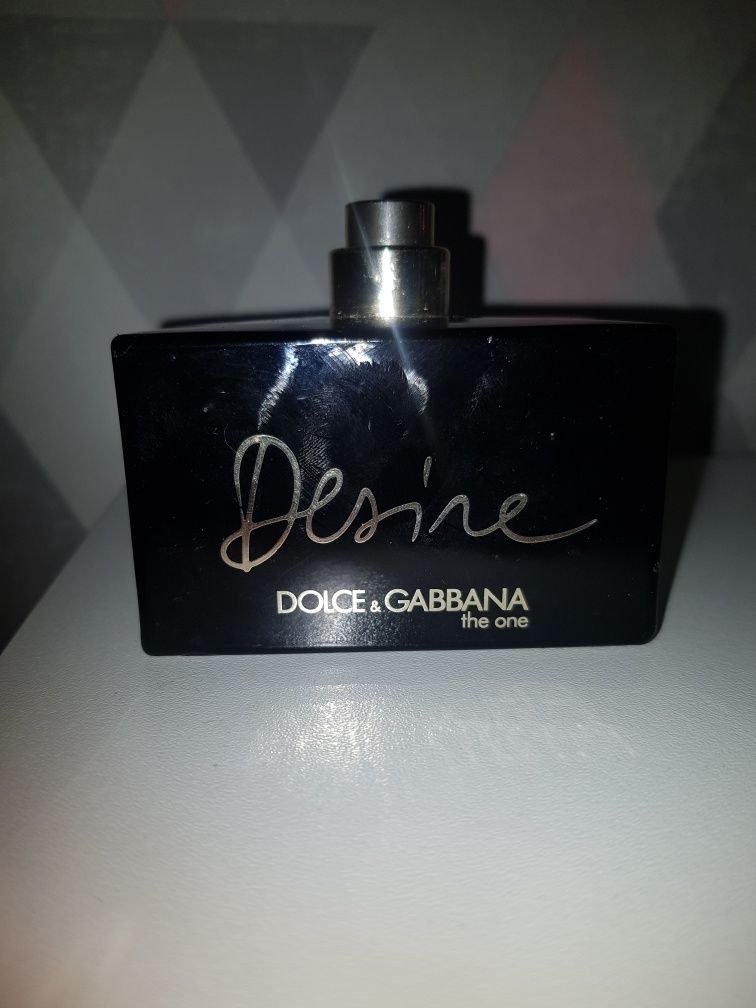 Desire
DOLCE & GABBANA
the one